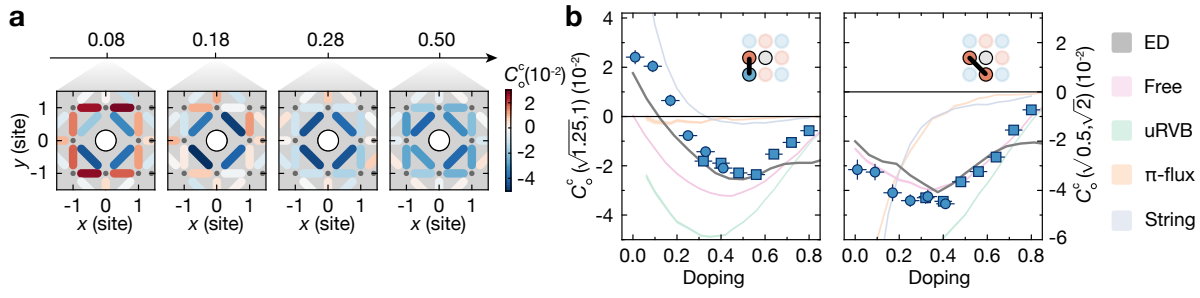 a
0.08 0.18 0.28 0.50
C_o^c(10^-2)
2
0
-2
-4
y (site)
1
0
-1
-1 0 1 -1 0 1 -1 0 1 -1 0 1
x (site) x (site) x (site) x (site)
b
C_o^c (√1.25,1) (10^-2)
4
2
0
-2
-4
0.0 0.2 0.4 0.6 0.8
Doping
0.0 0.2 0.4 0.6 0.8
Doping
2
0
-2
-4
-6
C_o^c (√0.5,√2) (10^-2)
ED
Free
uRVB
π-flux
String